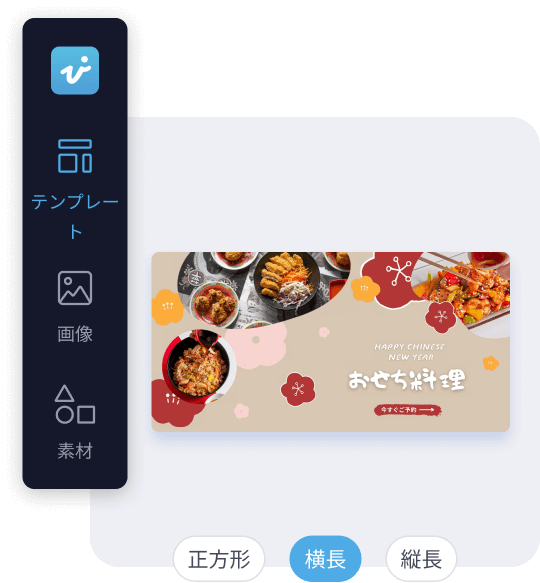 テンプレー
ト
画像
素材
HAPPY CHINESE
NEW YEAR
おせち料理
今すぐご予約
正方形
横長
縦長